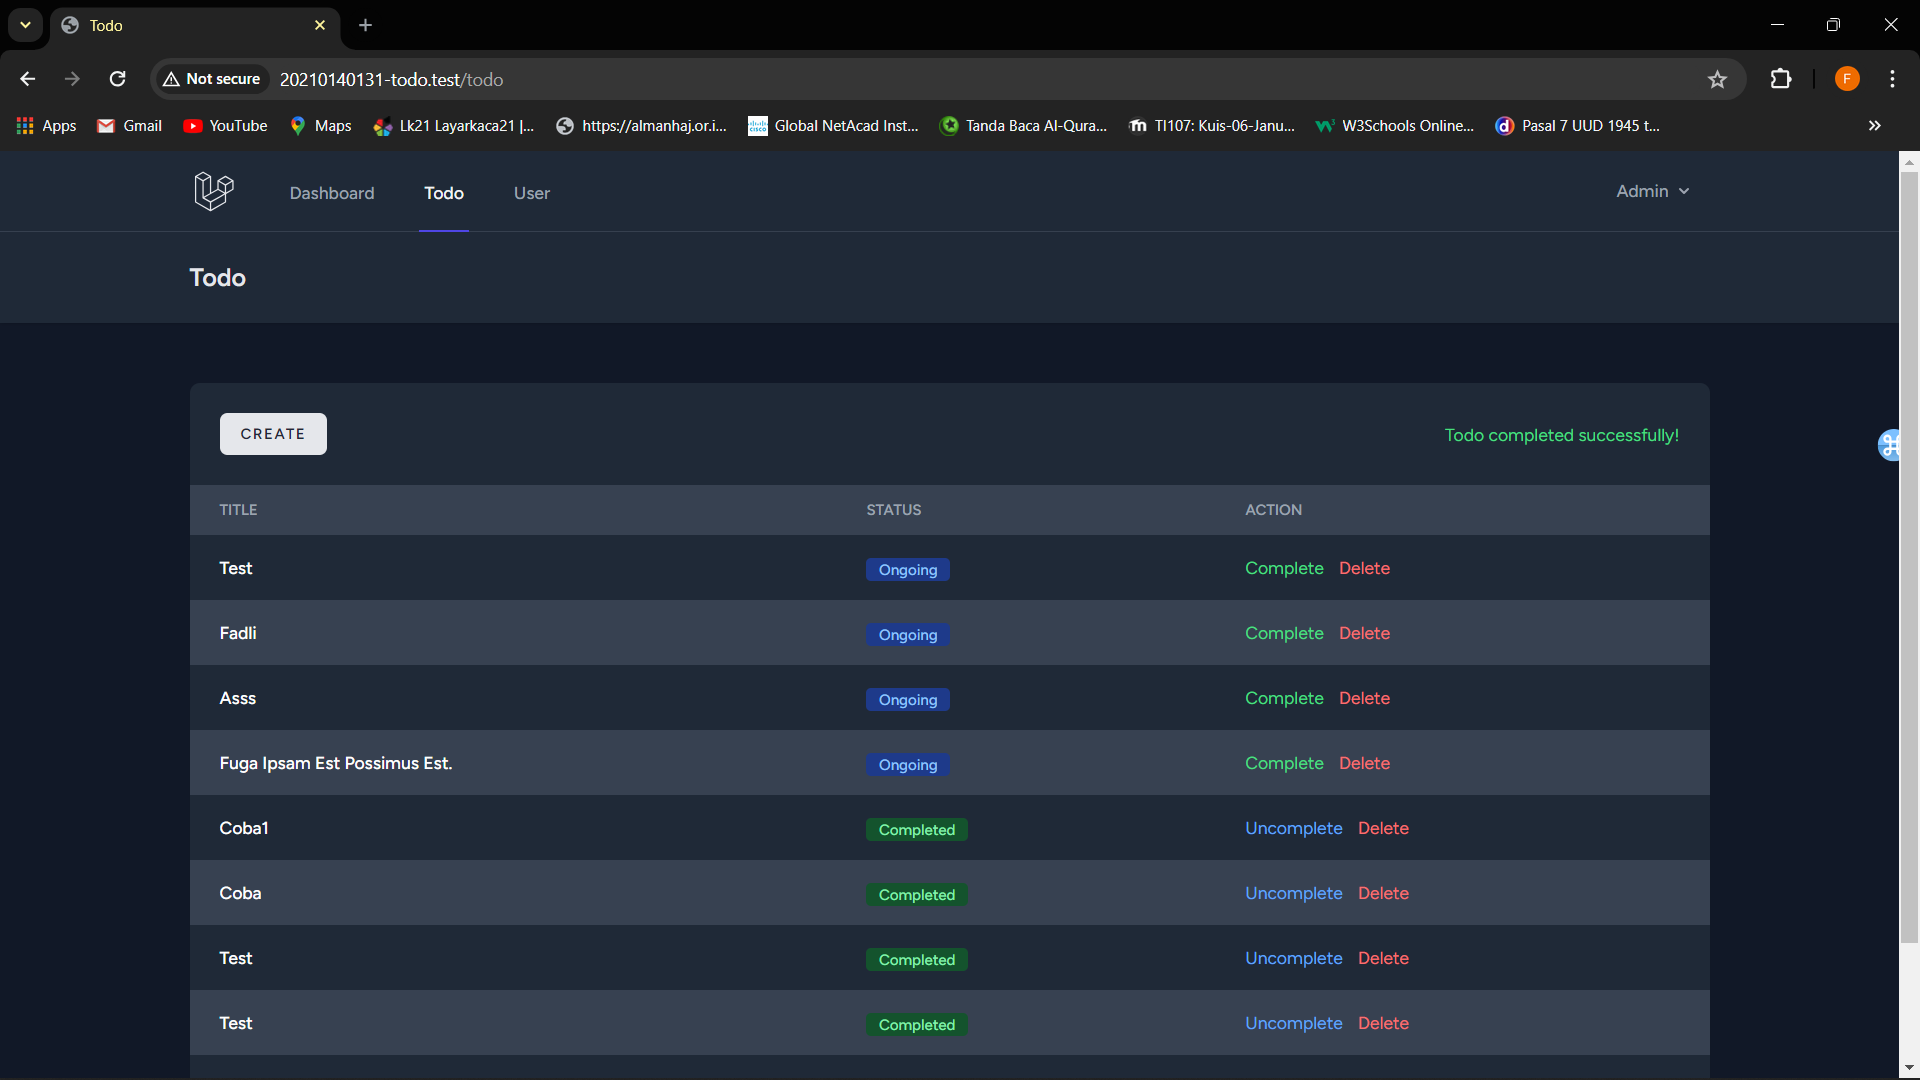 Todo
Not secure 20210140131-todo.test/todo F
Apps Gmail YouTube Maps Lk21 Layarkaca21 |... https://almanhaj.or.i... Global NetAcad Inst... Tanda Baca Al-Qura... TI107: Kuis-06-Janu... W3Schools Online... Pasal 7 UUD 1945 t...
Dashboard Todo User Admin
Todo
CREATE Todo completed successfully!
TITLE STATUS ACTION
Test Ongoing Complete Delete
Fadli Ongoing Complete Delete
Asss Ongoing Complete Delete
Fuga Ipsam Est Possimus Est. Ongoing Complete Delete
Coba1 Completed Uncomplete Delete
Coba Completed Uncomplete Delete
Test Completed Uncomplete Delete
Test Completed Uncomplete Delete